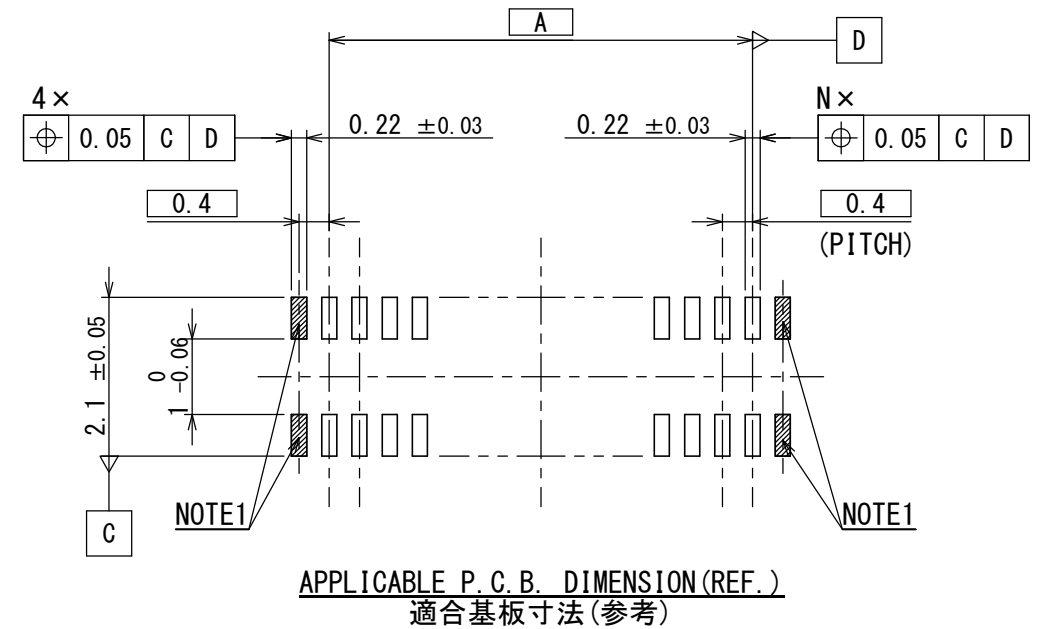 A
D
4×
⌖ 0.05 C D
0.22 ±0.03
0.22 ±0.03
N×
⌖ 0.05 C D
0.4
0.4
(PITCH)
2.1 ±0.05
1 0 -0.06
C
NOTE1
NOTE1
APPLICABLE P.C.B. DIMENSION(REF.)
適合基板寸法(参考)